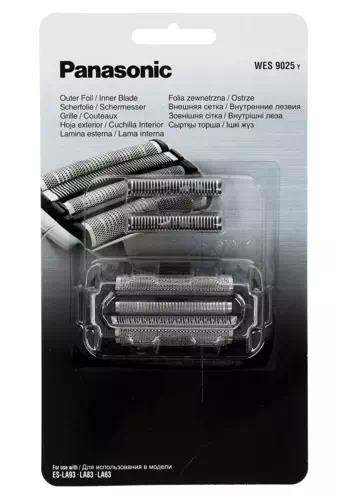 Panasonic
WES 9025 Y
Outer Foil / Inner Blade
Scherfolie / Schermesser
Grille / Couteaux
Hoja exterior / Cuchilla Interior
Lamina esterna / Lama interna
Folia zewnetrzna / Ostrze
Внешняя сетка / Внутренние лезвия
Зовнішня сітка / Внутрішні леза
Сыртқы торша / Ішкі жүз
For use with / Для использования в модели
ES-LA93 · LA83 · LA63